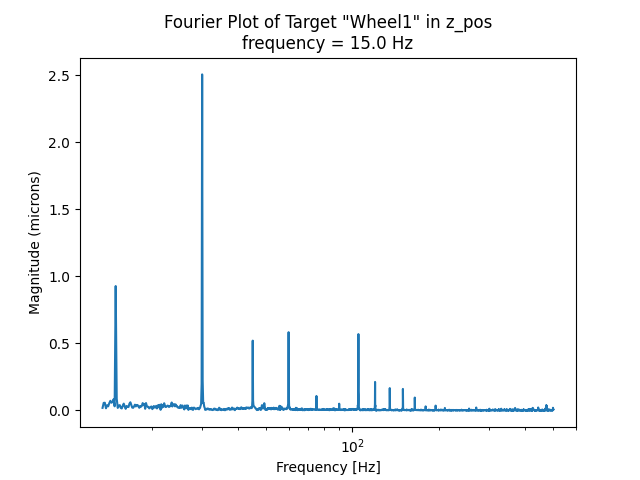 Fourier Plot of Target "Wheel1" in z_pos
frequency = 15.0 Hz
2.5
2.0
1.5
1.0
0.5
0.0
Magnitude (microns)
10²
Frequency [Hz]